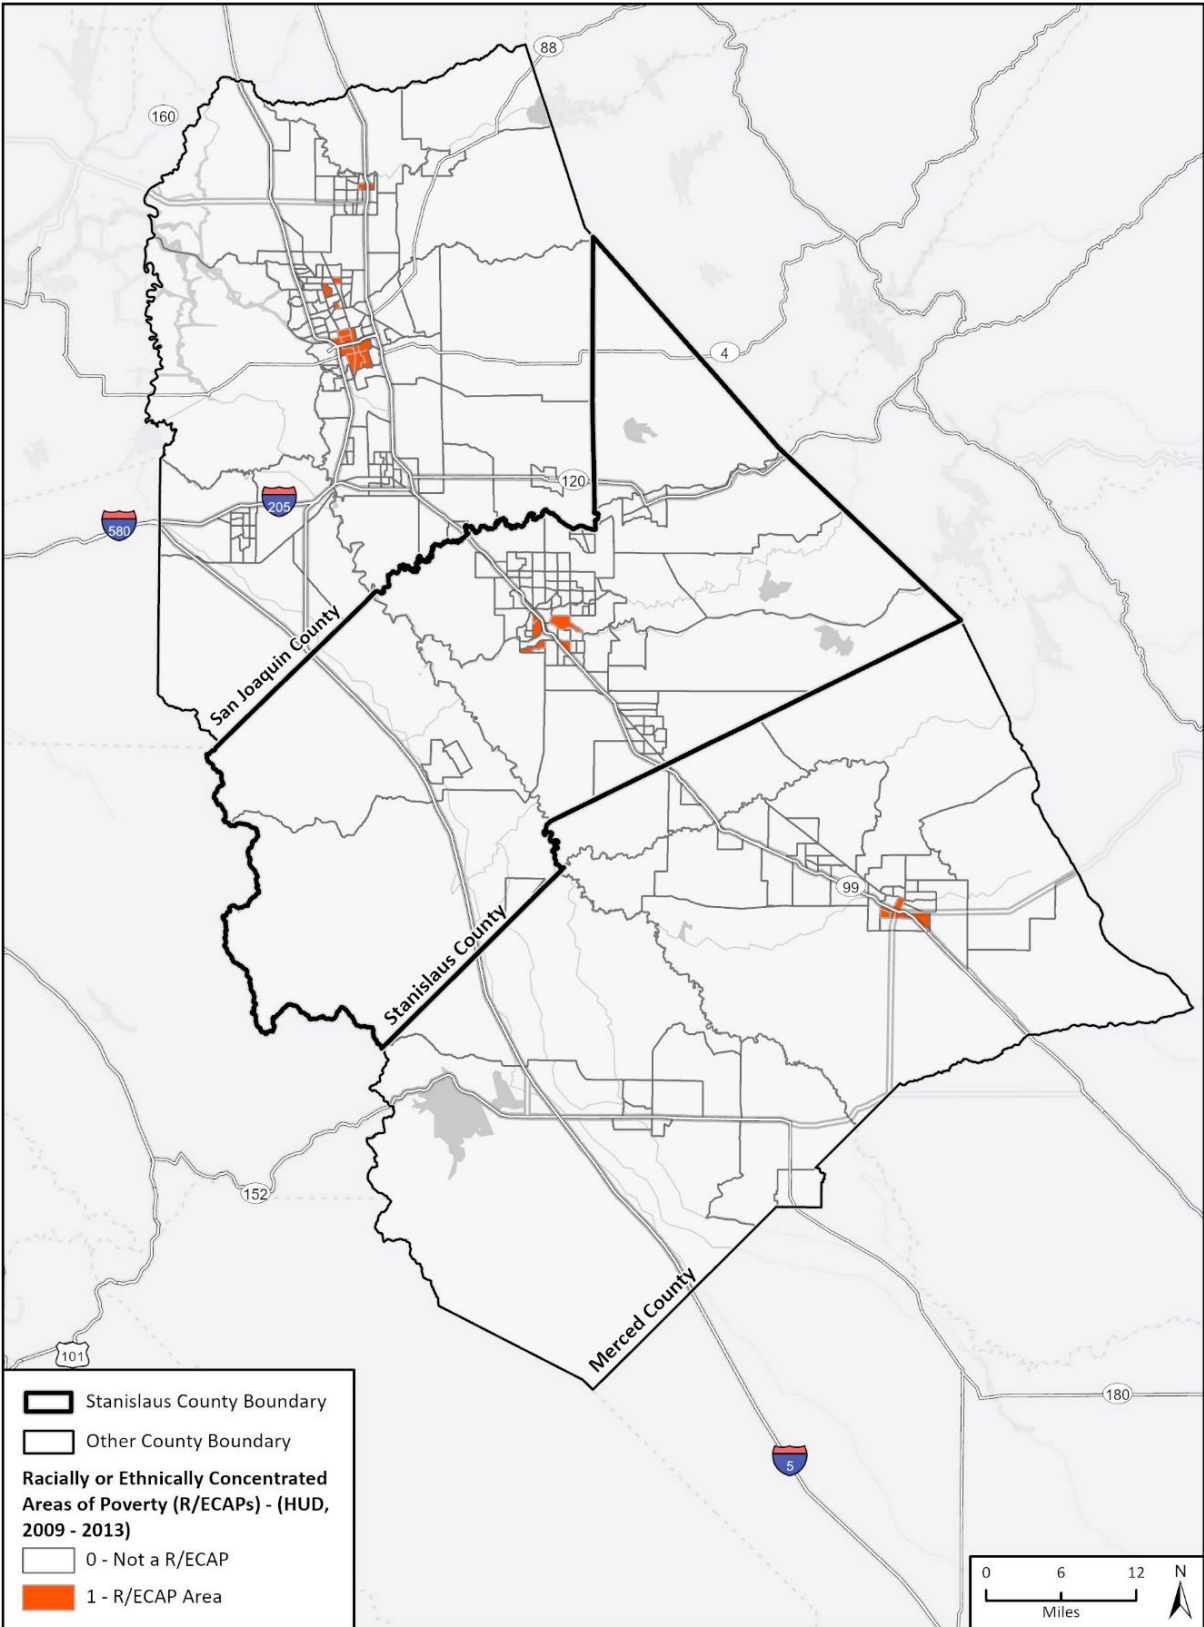 88
160
4
120
205
580
San Joaquin County
99
Stanislaus County
152
Merced County
101
180
5
Stanislaus County Boundary
Other County Boundary
Racially or Ethnically Concentrated
Areas of Poverty (R/ECAPs) - (HUD,
2009 - 2013)
0 - Not a R/ECAP
1 - R/ECAP Area
0 6 12
Miles
N